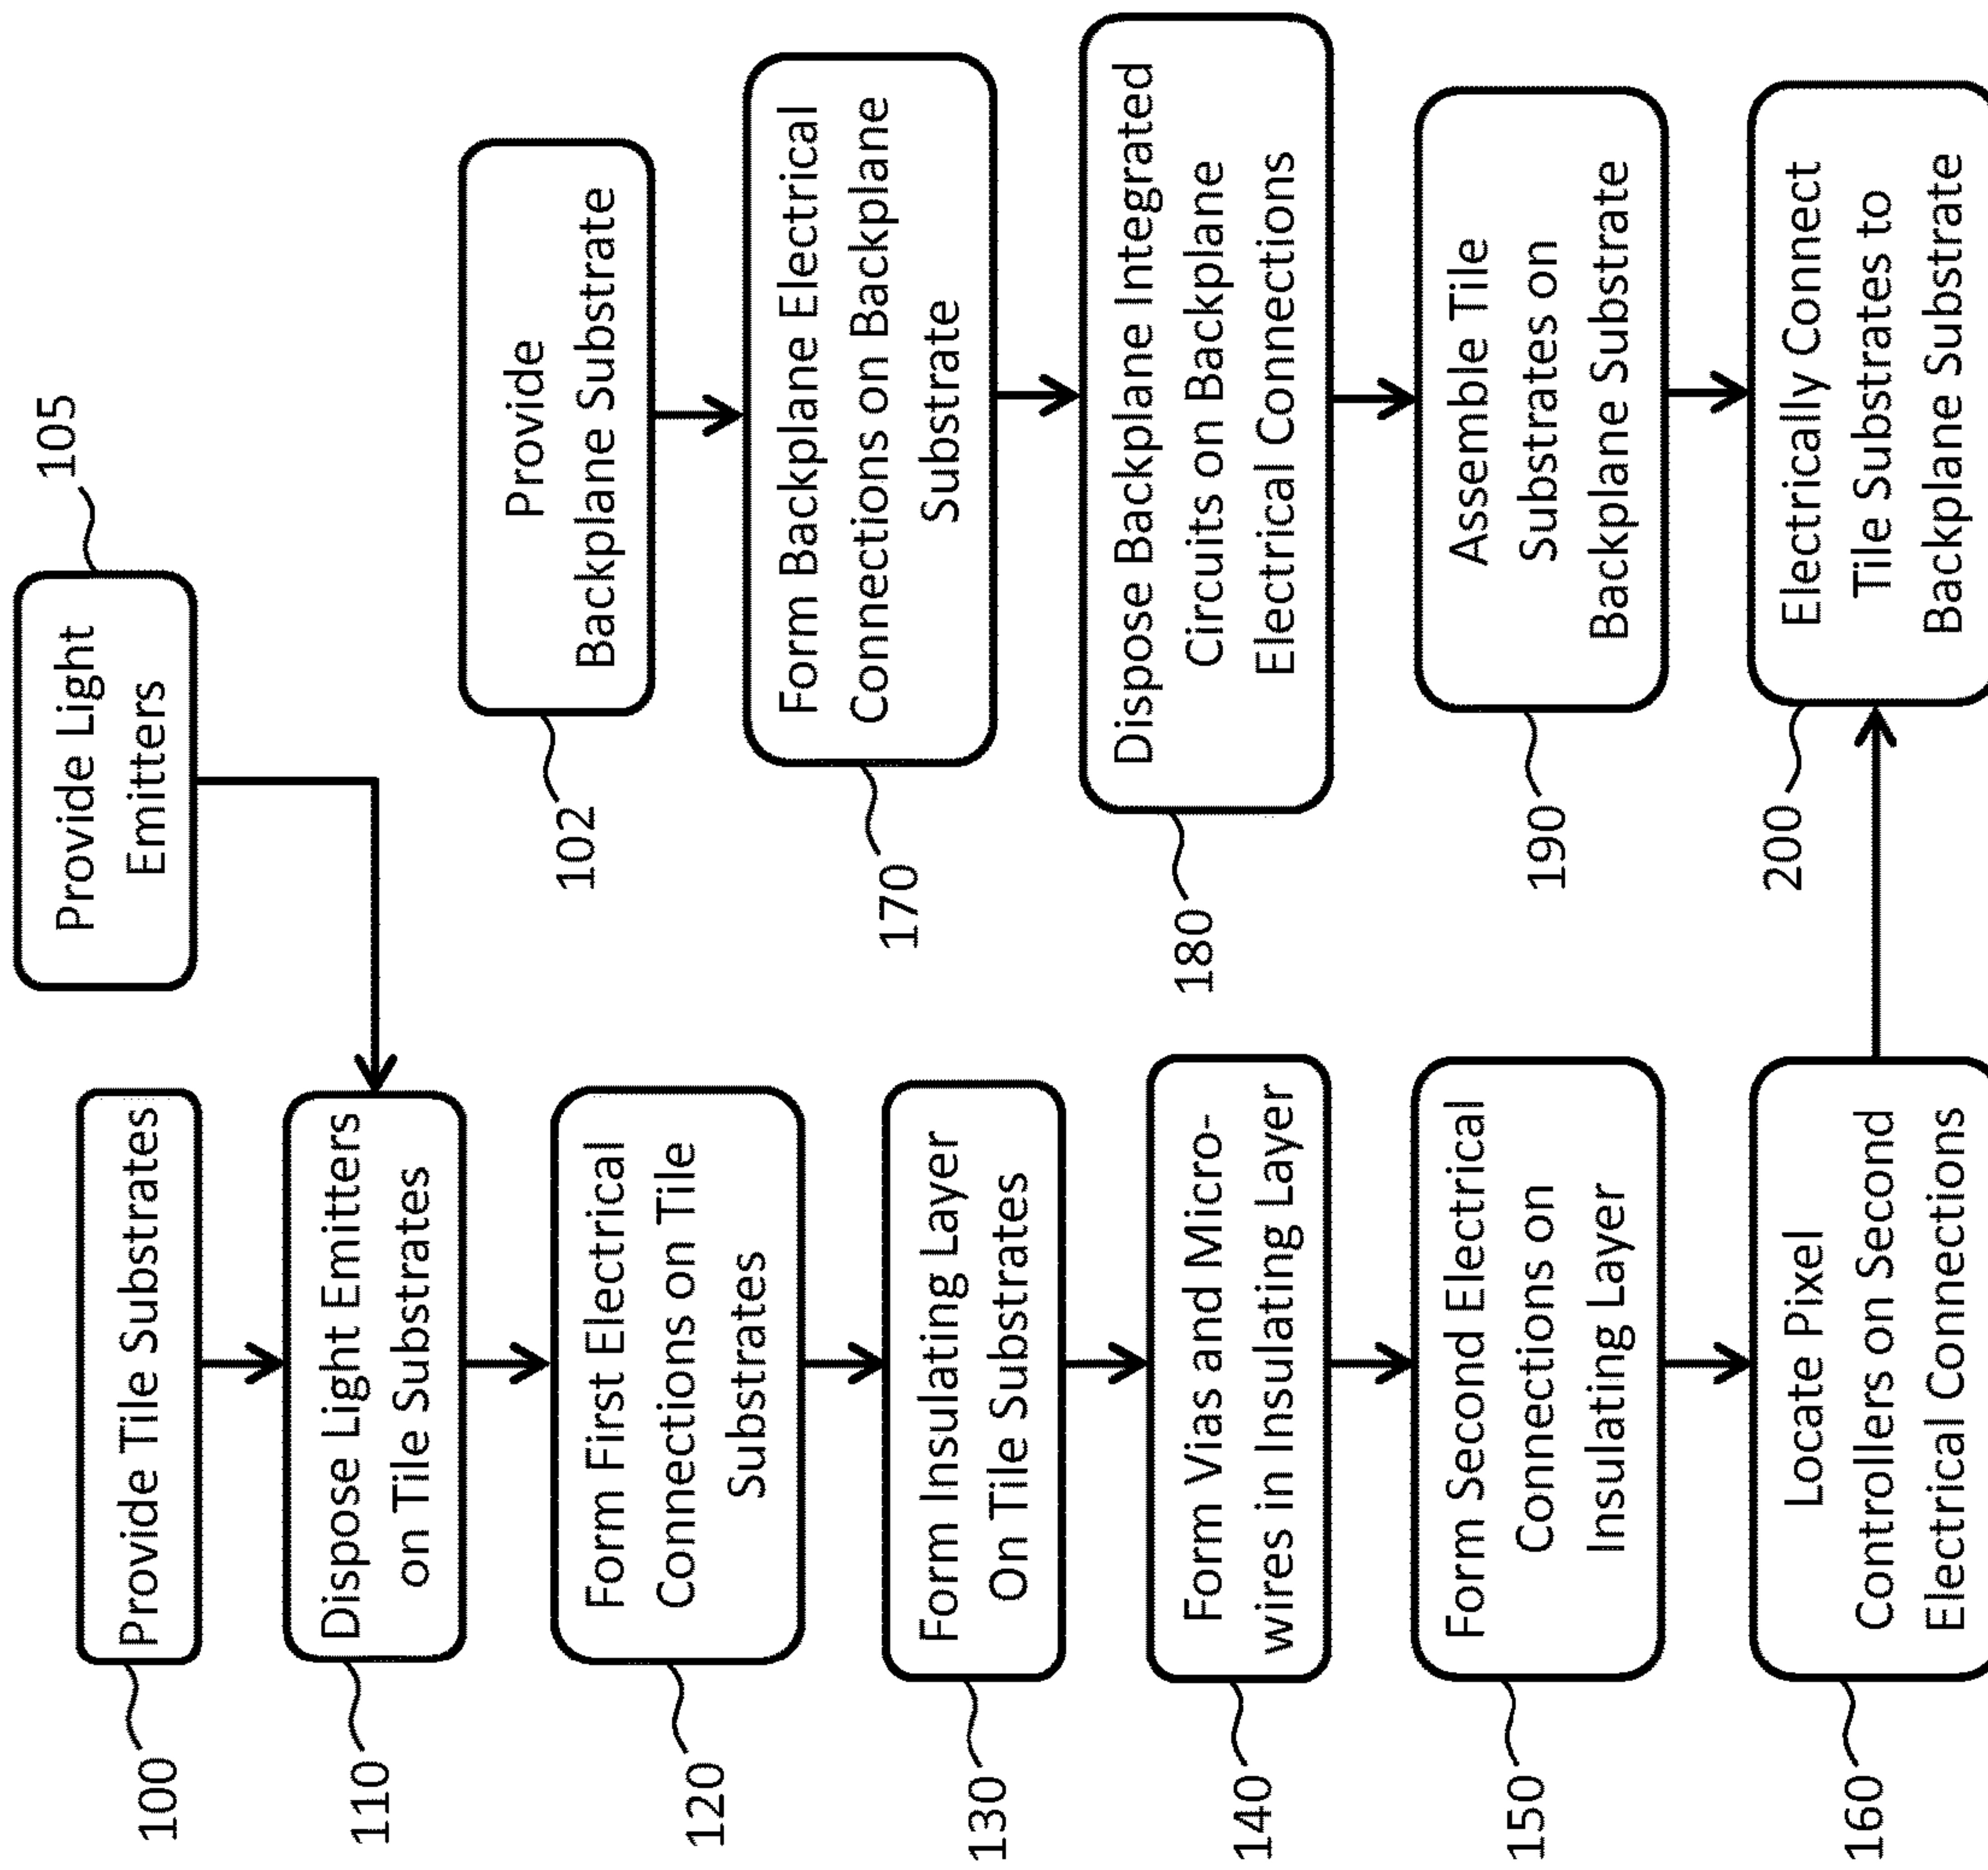 100
Provide Tile Substrates
105
Provide Light
Emitters
110
Dispose Light Emitters
on Tile Substrates
120
Form First Electrical
Connections on Tile
Substrates
130
Form Insulating Layer
On Tile Substrates
140
Form Vias and Micro-
wires in Insulating Layer
150
Form Second Electrical
Connections on
Insulating Layer
160
Locate Pixel
Controllers on Second
Electrical Connections
102
Provide
Backplane Substrate
170
Form Backplane Electrical
Connections on Backplane
Substrate
180
Dispose Backplane Integrated
Circuits on Backplane
Electrical Connections
190
Assemble Tile
Substrates on
Backplane Substrate
200
Electrically Connect
Tile Substrates to
Backplane Substrate